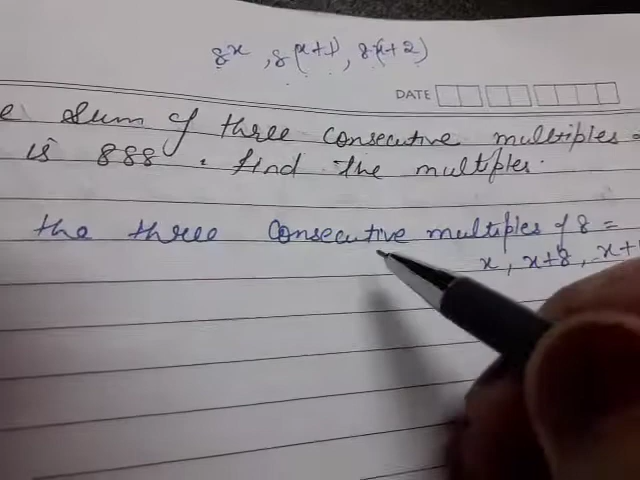 8x, 8(x+1), 8(x+2)
DATE
Sum of three consecutive multiples
is 888. find the multiples.
the three consecutive multiples of 8 =
x, x+8, x+